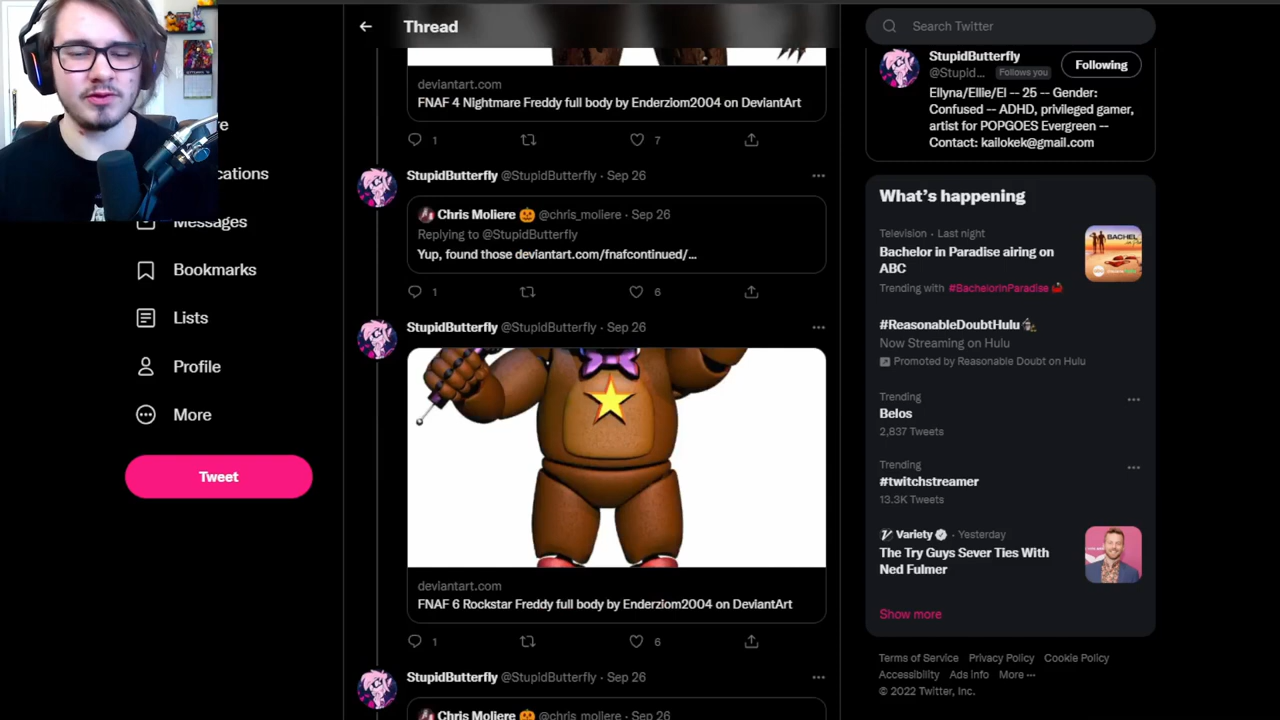 Thread
deviantart.com
FNAF 4 Nightmare Freddy full body by Enderziom2004 on DeviantArt
1
7
StupidButterfly @StupidButterfly · Sep 26
Chris Moliere 🎃 @chris_moliere · Sep 26
Replying to @StupidButterfly
Yup, found those deviantart.com/fnafcontinued/...
1
6
StupidButterfly @StupidButterfly · Sep 26
deviantart.com
FNAF 6 Rockstar Freddy full body by Enderziom2004 on DeviantArt
1
6
StupidButterfly @StupidButterfly · Sep 26
Chris Moliere 🎃 @chris_moliere · Sep 26
Messages
Bookmarks
Lists
Profile
More
Tweet
Search Twitter
StupidButterfly
@Stupid... Follows you
Following
Ellyna/Ellie/El -- 25 -- Gender:
Confused -- ADHD, privileged gamer,
artist for POPGOES Evergreen --
Contact: kailokek@gmail.com
What's happening
Television · Last night
Bachelor in Paradise airing on
ABC
Trending with #BachelorInParadise
#ReasonableDoubtHulu
Now Streaming on Hulu
Promoted by Reasonable Doubt on Hulu
Trending
Belos
2,837 Tweets
Trending
#twitchstreamer
13.3K Tweets
Variety · Yesterday
The Try Guys Sever Ties With
Ned Fulmer
Show more
Terms of Service Privacy Policy Cookie Policy
Accessibility Ads info More ···
© 2022 Twitter, Inc.